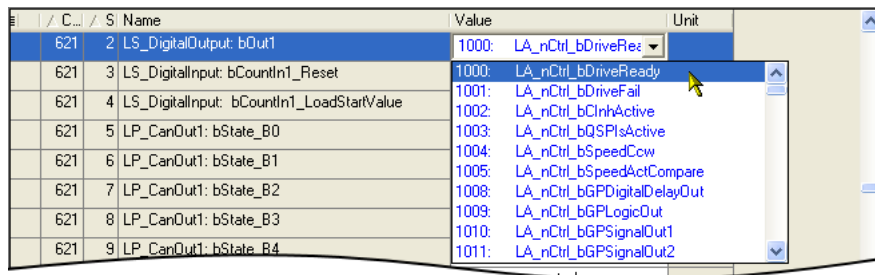 C... S Name Value Unit
621 2 LS_DigitalOutput: bOut1 1000: LA_nCtrl_bDriveRea
621 3 LS_DigitalInput: bCountIn1_Reset 1000: LA_nCtrl_bDriveReady
1001: LA_nCtrl_bDriveFail
621 4 LS_DigitalInput: bCountIn1_LoadStartValue 1002: LA_nCtrl_bCInhActive
621 5 LP_CanOut1: bState_B0 1003: LA_nCtrl_bQSPIsActive
1004: LA_nCtrl_bSpeedCcw
621 6 LP_CanOut1: bState_B1 1005: LA_nCtrl_bSpeedActCompare
621 7 LP_CanOut1: bState_B2 1008: LA_nCtrl_bGPDigitalDelayOut
1009: LA_nCtrl_bGPLogicOut
621 8 LP_CanOut1: bState_B3 1010: LA_nCtrl_bGPSignalOut1
621 9 LP_CanOut1: bState_B4 1011: LA_nCtrl_bGPSignalOut2